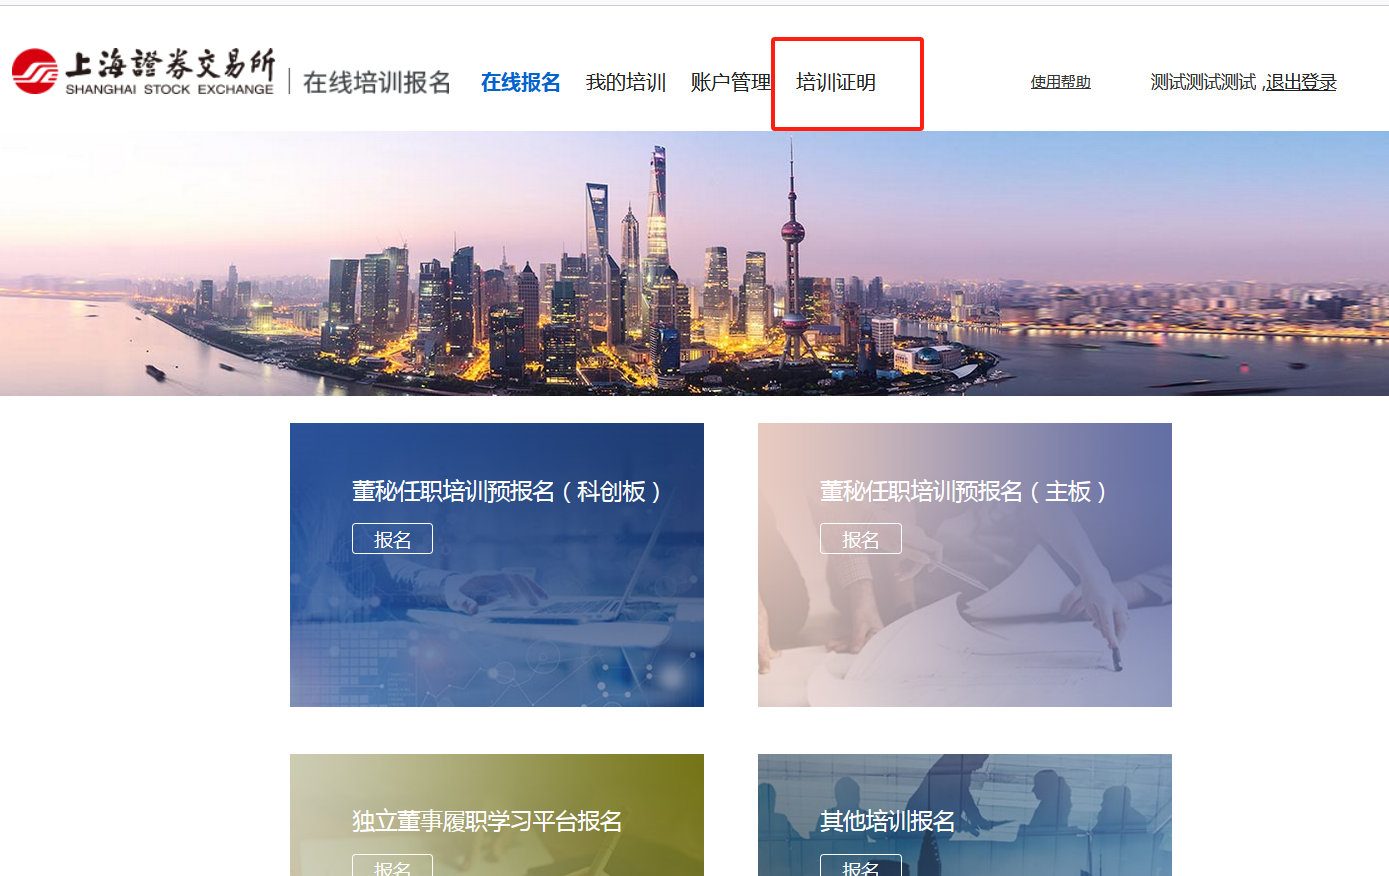 上海證券交易所
SHANGHAI STOCK EXCHANGE
在线培训报名
在线报名 我的培训 账户管理 培训证明 使用帮助 测试测试测试 ,退出登录
董秘任职培训预报名（科创板）
报名
董秘任职培训预报名（主板）
报名
独立董事履职学习平台报名
报名
其他培训报名
报名